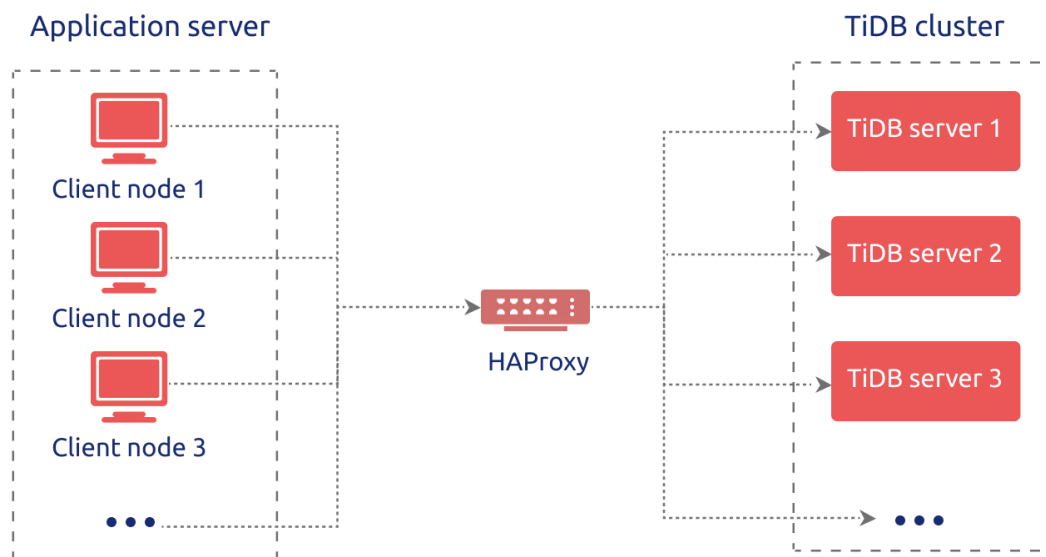 Application server
TiDB cluster
Client node 1
Client node 2
Client node 3
HAProxy
TiDB server 1
TiDB server 2
TiDB server 3